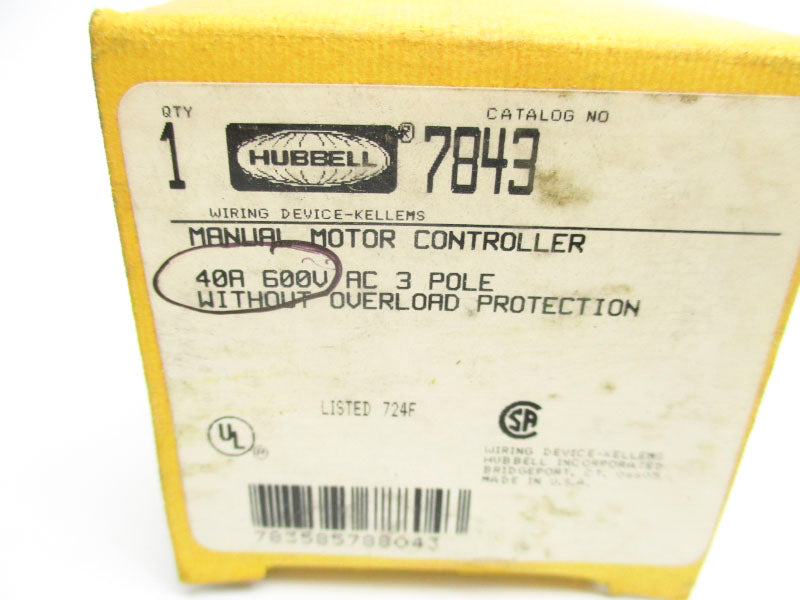 QTY
CATALOG NO
1
HUBBELL ®
7843
WIRING DEVICE-KELLEMS
MANUAL MOTOR CONTROLLER
40A 600V AC 3 POLE
WITHOUT OVERLOAD PROTECTION
LISTED 724F
UL ®
SA
WIRING DEVICE-KELLEMS
HUBBELL INCORPORATED
BRIDGEPORT, CT.
MADE IN U.S.A.
783585788043